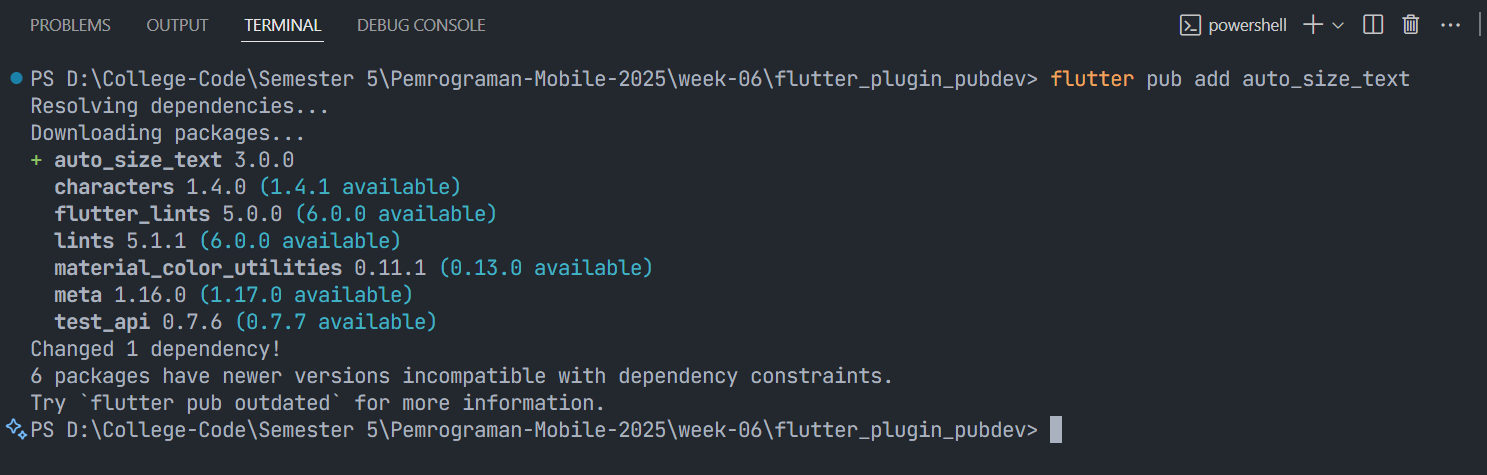 PROBLEMS OUTPUT TERMINAL DEBUG CONSOLE powershell
PS D:\College-Code\Semester 5\Pemrograman-Mobile-2025\week-06\flutter_plugin_pubdev> flutter pub add auto_size_text
Resolving dependencies...
Downloading packages...
+ auto_size_text 3.0.0
characters 1.4.0 (1.4.1 available)
flutter_lints 5.0.0 (6.0.0 available)
lints 5.1.1 (6.0.0 available)
material_color_utilities 0.11.1 (0.13.0 available)
meta 1.16.0 (1.17.0 available)
test_api 0.7.6 (0.7.7 available)
Changed 1 dependency!
6 packages have newer versions incompatible with dependency constraints.
Try `flutter pub outdated` for more information.
PS D:\College-Code\Semester 5\Pemrograman-Mobile-2025\week-06\flutter_plugin_pubdev>